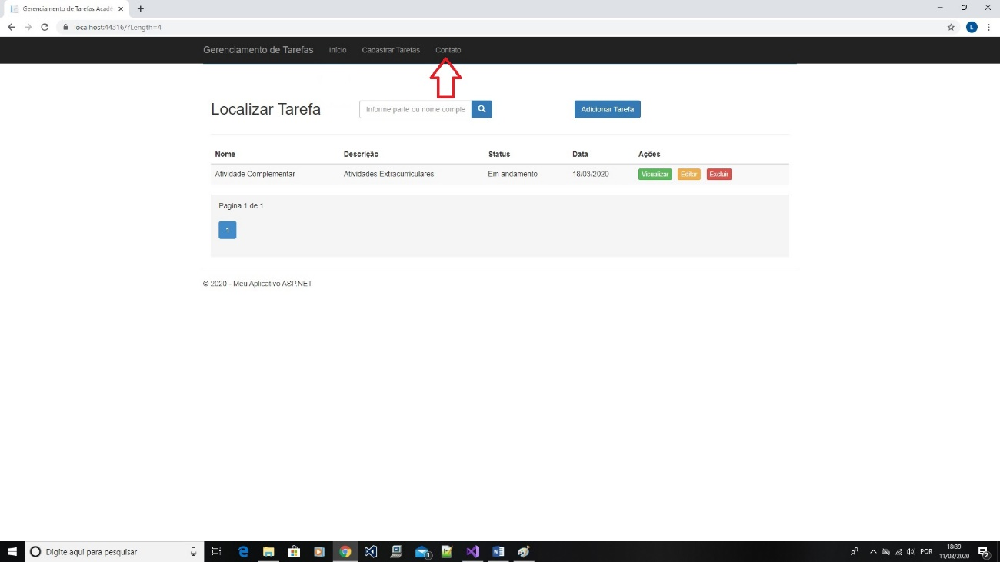 Gerenciamento de Tarefas Acadê
localhost:44316/?Length=4
L
Gerenciamento de Tarefas Início Cadastrar Tarefas Contato
Localizar Tarefa Informe parte ou nome comple Adicionar Tarefa
Nome Descrição Status Data Ações
Atividade Complementar Atividades Extracurriculares Em andamento 18/03/2020 Visualizar Editar Excluir
Pagina 1 de 1
1
© 2020 - Meu Aplicativo ASP.NET
Digite aqui para pesquisar 1 POR 18:39
11/03/2020 2